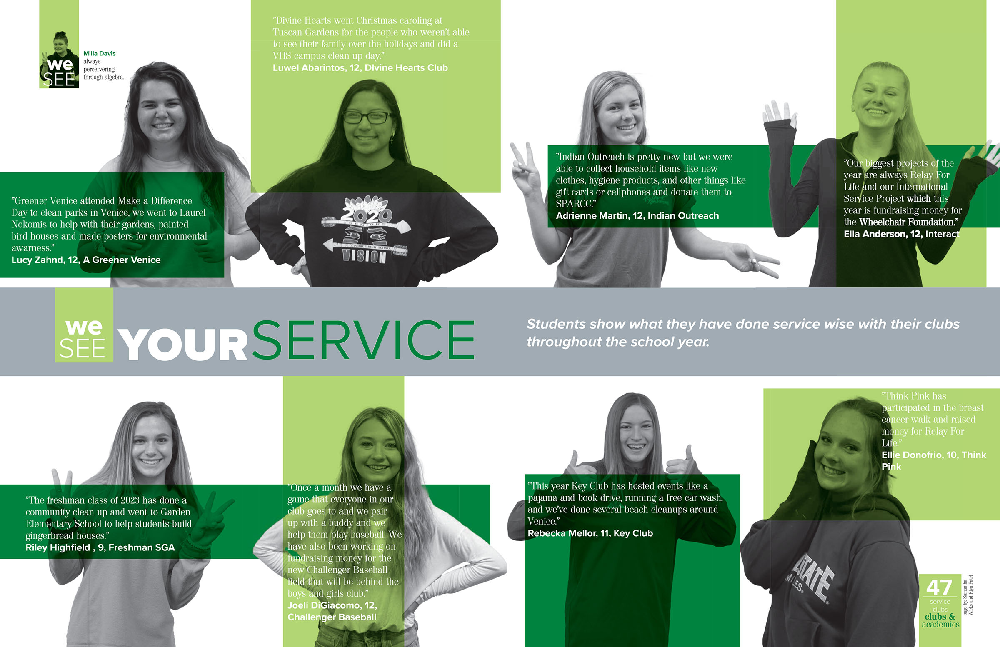 we
SEE
Milla Davis
always
perservering
through algebra.
"Greener Venice attended Make a Difference
Day to clean parks in Venice, we went to Laurel
Nokomis to help with their gardens, painted
bird houses and made posters for environmental
awarness."
Lucy Zahnd, 12, A Greener Venice
"Divine Hearts went Christmas caroling at
Tuscan Gardens for the people who weren't able
to see their family over the holidays and did a
VHS campus clean up day."
Luwel Abarintos, 12, DIvine Hearts Club
2020
SENIORS
VENICE HIGH SCHOOL
VISION
"Indian Outreach is pretty new but we were
able to collect household items like new
clothes, hygiene products, and other things like
gift cards or cellphones and donate them to
SPARCC."
Adrienne Martin, 12, Indian Outreach
"Our biggest projects of the
year are always Relay For
Life and our International
Service Project which this
year is fundraising money for
the Wheelchair Foundation."
Ella Anderson, 12, Interact
we
SEE
YOURSERVICE
Students show what they have done service wise with their clubs
throughout the school year.
"The freshman class of 2023 has done a
community clean up and went to Garden
Elementary School to help students build
gingerbread houses."
Riley Highfield , 9, Freshman SGA
"Once a month we have a
game that everyone in our
club goes to and we pair
up with a buddy and we
help them play baseball. We
have also been working on
fundraising money for the
new Challenger Baseball
field that will be behind the
boys and girls club."
Joeli DiGiacomo, 12,
Challenger Baseball
"This year Key Club has hosted events like a
pajama and book drive, running a free car wash,
and we've done several beach cleanups around
Venice."
Rebecka Mellor, 11, Key Club
"Think Pink has
participated in the breast
cancer walk and raised
money for Relay For
Life."
Ellie Donofrio, 10, Think
Pink
STATE
47
service
clubs
clubs &
academics
page by: Samantha
Wicks and Riya Patel